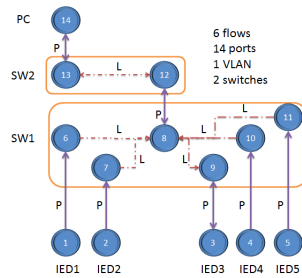 PC
14
6 flows
14 ports
1 VLAN
2 switches
P
L
SW2
13
12
P
SW1
L
L
11
6
8
10
L
L
7
9
P
P
P
P
P
1
2
3
4
5
IED1
IED2
IED3
IED4
IED5